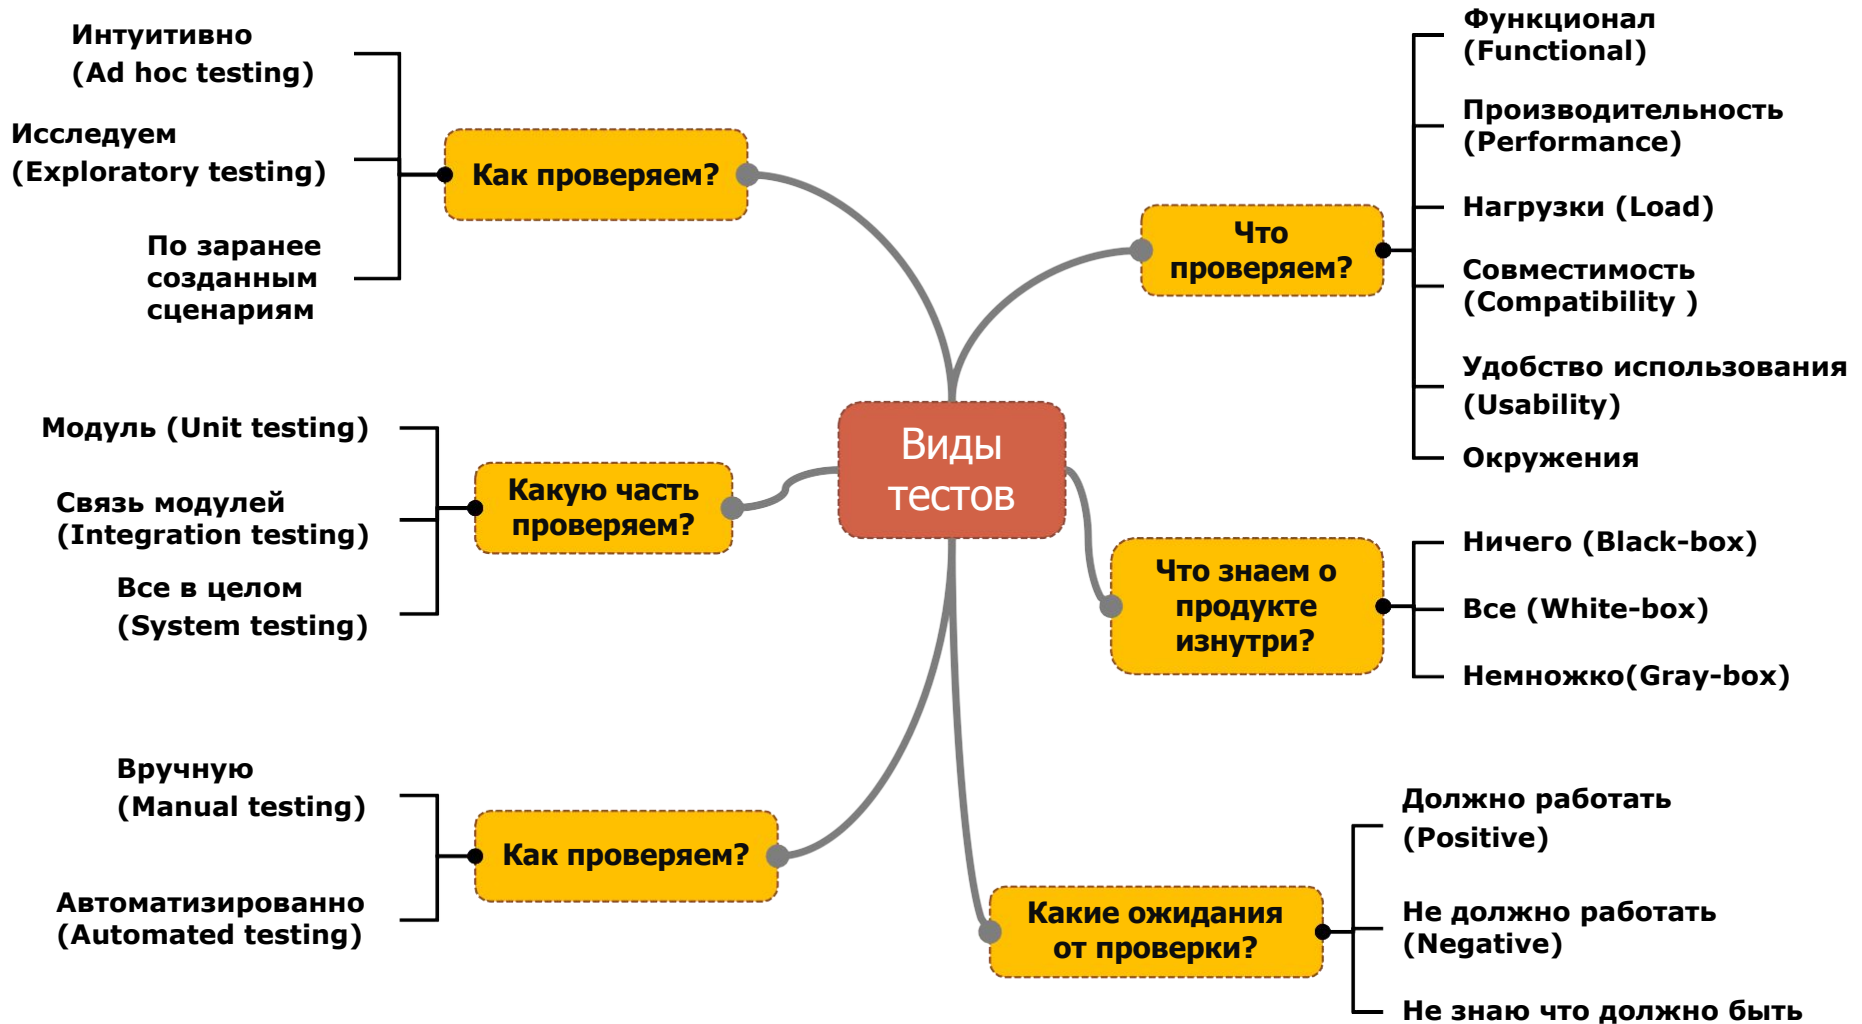 Интуитивно
(Ad hoc testing)
Исследуем
(Exploratory testing)
По заранее
созданным
сценариям
Как проверяем?
Модуль (Unit testing)
Связь модулей
(Integration testing)
Все в целом
(System testing)
Какую часть
проверяем?
Вручную
(Manual testing)
Автоматизированно
(Automated testing)
Как проверяем?
Виды
тестов
Что
проверяем?
Функционал
(Functional)
Производительность
(Performance)
Нагрузки (Load)
Совместимость
(Compatibility )
Удобство использования
(Usability)
Окружения
Что знаем о
продукте
изнутри?
Ничего (Black-box)
Все (White-box)
Немножко(Gray-box)
Какие ожидания
от проверки?
Должно работать
(Positive)
Не должно работать
(Negative)
Не знаю что должно быть